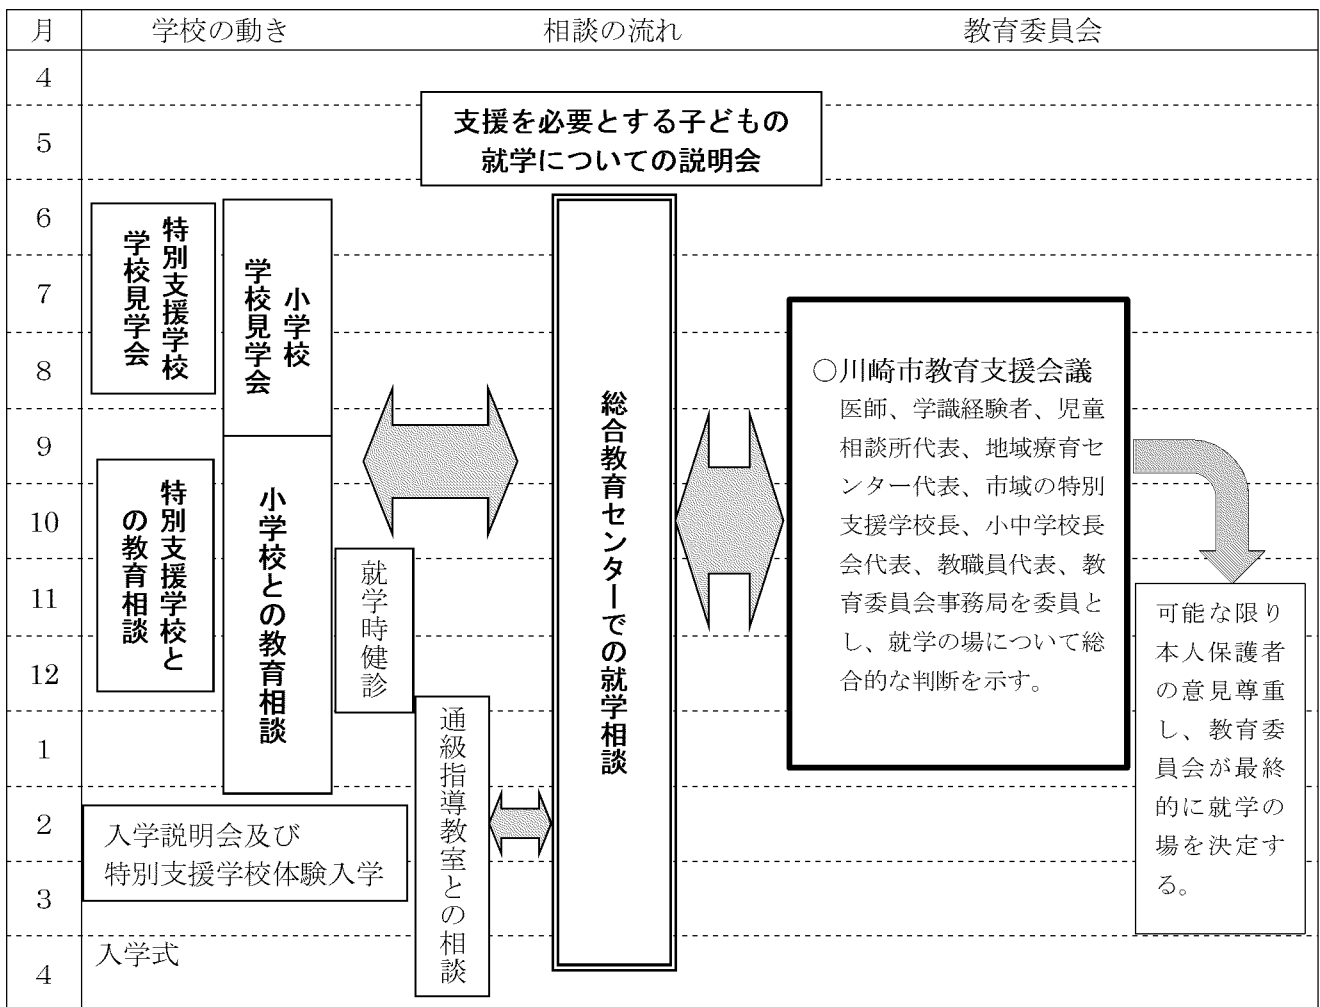 月
学校の動き
相談の流れ
教育委員会
4
5
6
7
8
9
10
11
12
1
2
3
4
支援を必要とする子どもの
就学についての説明会
特別支援学校
学校見学会
小学校
学校見学会
特別支援学校と
の教育相談
小学校との教育相談
就学時健診
通級指導教室との相談
入学説明会及び
特別支援学校体験入学
入学式
総合教育センターでの就学相談
○川崎市教育支援会議
医師、学識経験者、児童
相談所代表、地域療育セ
ンター代表、市域の特別
支援学校長、小中学校長
会代表、教職員代表、教
育委員会事務局を委員と
し、就学の場について総
合的な判断を示す。
可能な限り
本人保護者
の意見尊重
し、教育委
員会が最終
的に就学の
場を決定す
る。